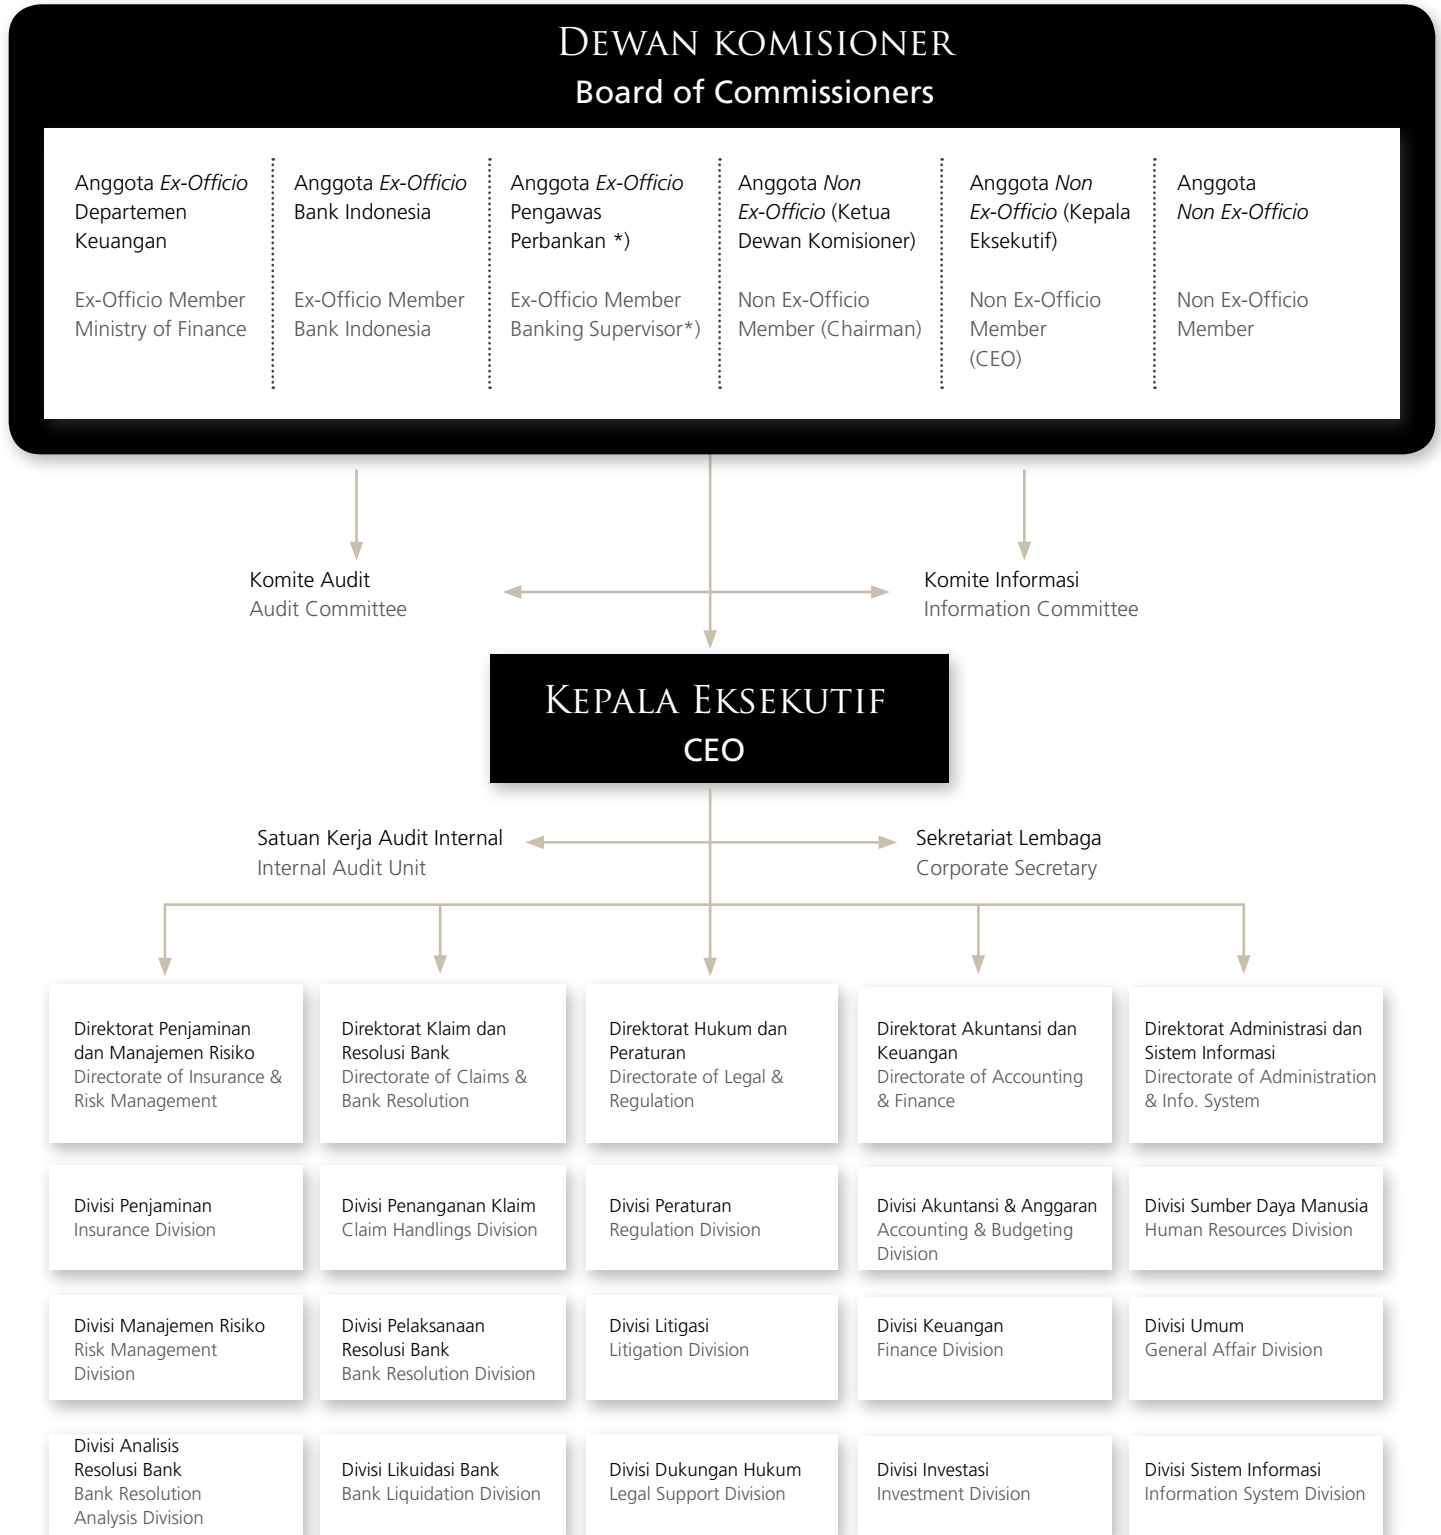 Dewan komisioner
Board of Commissioners
Anggota Ex-Officio
Departemen
Keuangan
Ex-Officio Member
Ministry of Finance
Anggota Ex-Officio
Bank Indonesia
Ex-Officio Member
Bank Indonesia
Anggota Ex-Officio
Pengawas
Perbankan *)
Ex-Officio Member
Banking Supervisor*)
Anggota Non
Ex-Officio (Ketua
Dewan Komisioner)
Non Ex-Officio
Member (Chairman)
Anggota Non
Ex-Officio (Kepala
Eksekutif)
Non Ex-Officio
Member
(CEO)
Anggota
Non Ex-Officio
Non Ex-Officio
Member
Komite Audit
Audit Committee
Komite Informasi
Information Committee
Kepala Eksekutif
CEO
Satuan Kerja Audit Internal
Internal Audit Unit
Sekretariat Lembaga
Corporate Secretary
Direktorat Penjaminan
dan Manajemen Risiko
Directorate of Insurance &
Risk Management
Direktorat Klaim dan
Resolusi Bank
Directorate of Claims &
Bank Resolution
Direktorat Hukum dan
Peraturan
Directorate of Legal &
Regulation
Direktorat Akuntansi dan
Keuangan
Directorate of Accounting
& Finance
Direktorat Administrasi dan
Sistem Informasi
Directorate of Administration
& Info. System
Divisi Penjaminan
Insurance Division
Divisi Penanganan Klaim
Claim Handlings Division
Divisi Peraturan
Regulation Division
Divisi Akuntansi & Anggaran
Accounting & Budgeting
Division
Divisi Sumber Daya Manusia
Human Resources Division
Divisi Manajemen Risiko
Risk Management
Division
Divisi Pelaksanaan
Resolusi Bank
Bank Resolution Division
Divisi Litigasi
Litigation Division
Divisi Keuangan
Finance Division
Divisi Umum
General Affair Division
Divisi Analisis
Resolusi Bank
Bank Resolution
Analysis Division
Divisi Likuidasi Bank
Bank Liquidation Division
Divisi Dukungan Hukum
Legal Support Division
Divisi Investasi
Investment Division
Divisi Sistem Informasi
Information System Division